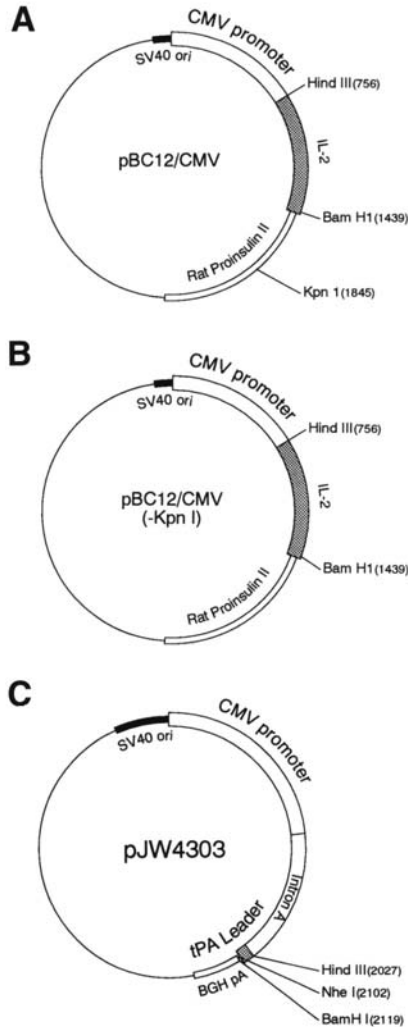 A
CMV promoter
SV40 ori
Hind III(756)
pBC12/CMV
IL-2
Bam H1(1439)
Rat Proinsulin II
Kpn 1(1845)
B
CMV promoter
SV40 ori
Hind III(756)
pBC12/CMV
(-Kpn I)
IL-2
Bam H1(1439)
Rat Proinsulin II
C
SV40 ori
CMV promoter
pJW4303
Intron A
tPA Leader
BGH pA
Hind III(2027)
Nhe I(2102)
BamH I(2119)